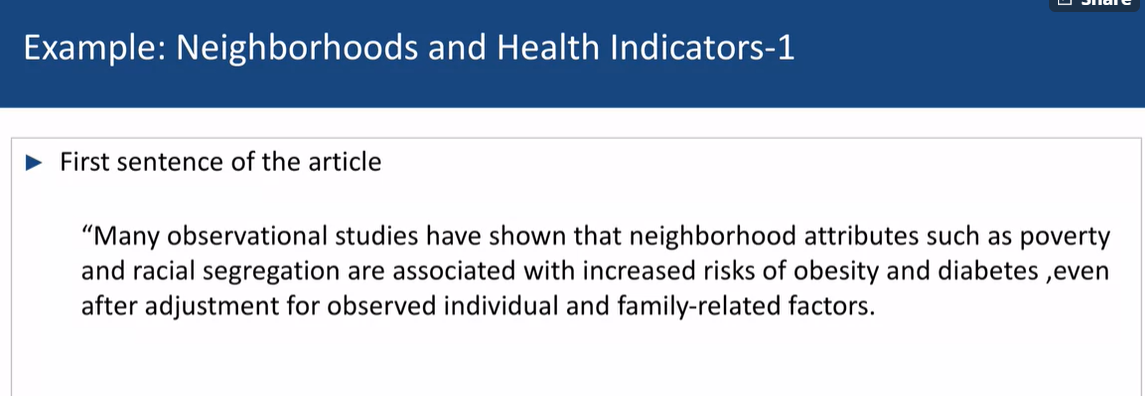 Share
Example: Neighborhoods and Health Indicators-1
First sentence of the article
“Many observational studies have shown that neighborhood attributes such as poverty
and racial segregation are associated with increased risks of obesity and diabetes ,even
after adjustment for observed individual and family-related factors.